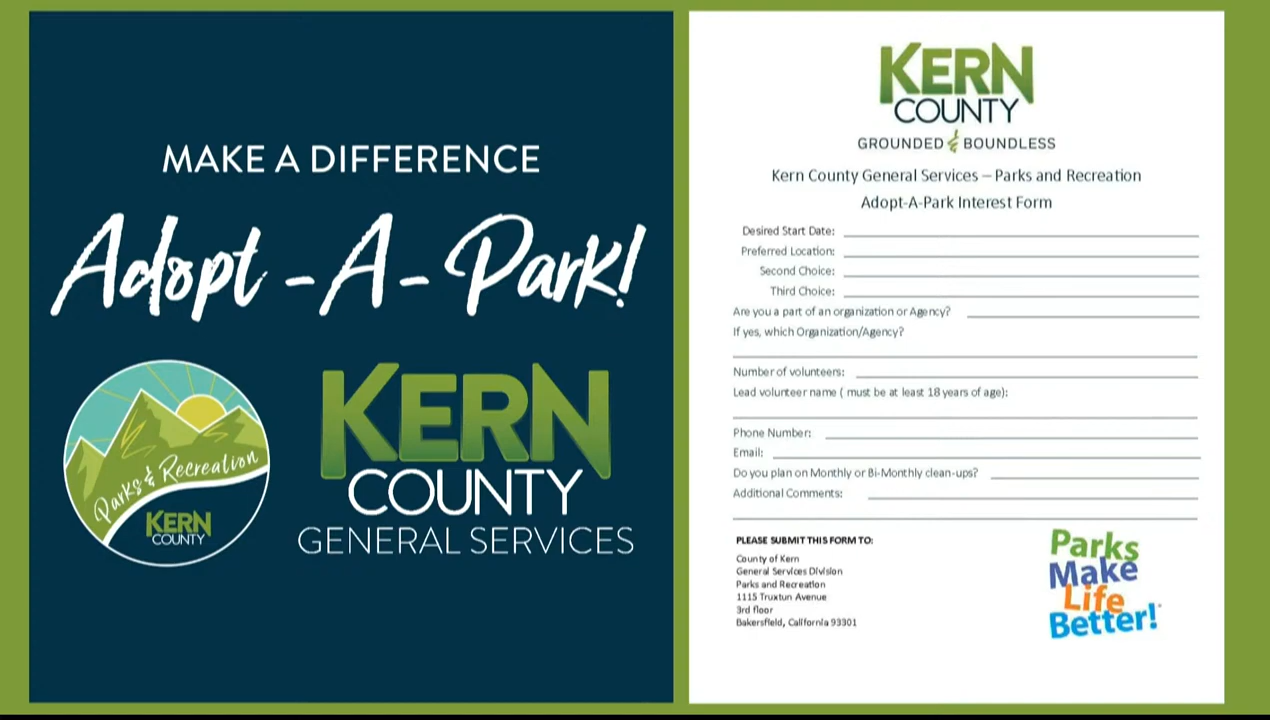 MAKE A DIFFERENCE
Adopt-A-Park!
Parks & Recreation
KERN
COUNTY
KERN
COUNTY
GENERAL SERVICES
KERN
COUNTY
GROUNDED & BOUNDLESS
Kern County General Services – Parks and Recreation
Adopt-A-Park Interest Form
Desired Start Date:
Preferred Location:
Second Choice:
Third Choice:
Are you a part of an organization or Agency?
If yes, which Organization/Agency?
Number of volunteers:
Lead volunteer name ( must be at least 18 years of age):
Phone Number:
Email:
Do you plan on Monthly or Bi-Monthly clean-ups?
Additional Comments:
PLEASE SUBMIT THIS FORM TO:
County of Kern
General Services Division
Parks and Recreation
1115 Truxtun Avenue
3rd floor
Bakersfield, California 93301
Parks
Make
Life
Better!